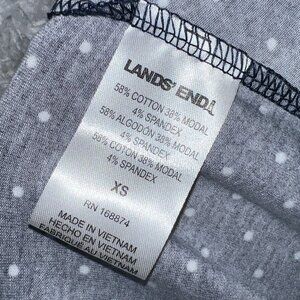 LANDS' END
58% COTTON 38% MODAL
4% SPANDEX
58% ALGODÓN 38% MODAL
4% SPANDEX
58% COTON 38% MODAL
4% SPANDEX
XS
RN 168874
MADE IN VIETNAM
HECHO EN VIETNAM
FABRIQUÉ AU VIETNAM